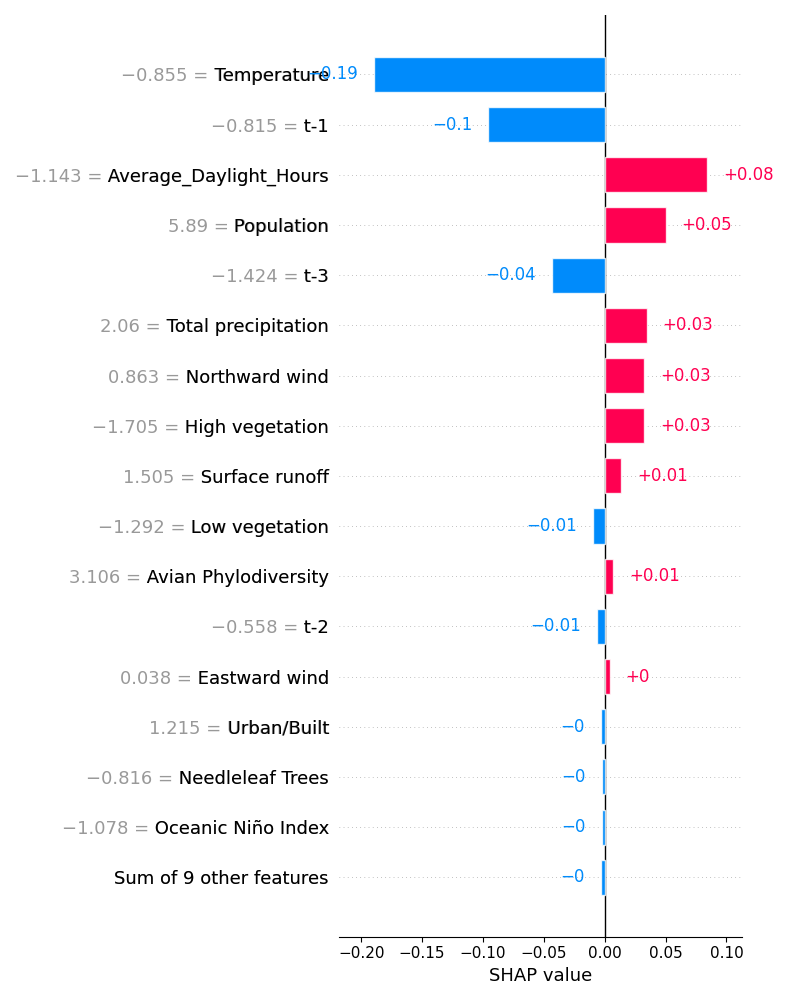 −0.855 = Temperature −0.19
−0.815 = t-1 −0.1
−1.143 = Average_Daylight_Hours +0.08
5.89 = Population +0.05
−1.424 = t-3 −0.04
2.06 = Total precipitation +0.03
0.863 = Northward wind +0.03
−1.705 = High vegetation +0.03
1.505 = Surface runoff +0.01
−1.292 = Low vegetation −0.01
3.106 = Avian Phylodiversity +0.01
−0.558 = t-2 −0.01
0.038 = Eastward wind +0
1.215 = Urban/Built −0
−0.816 = Needleleaf Trees −0
−1.078 = Oceanic Niño Index −0
Sum of 9 other features −0
−0.20 −0.15 −0.10 −0.05 0.00 0.05 0.10
SHAP value